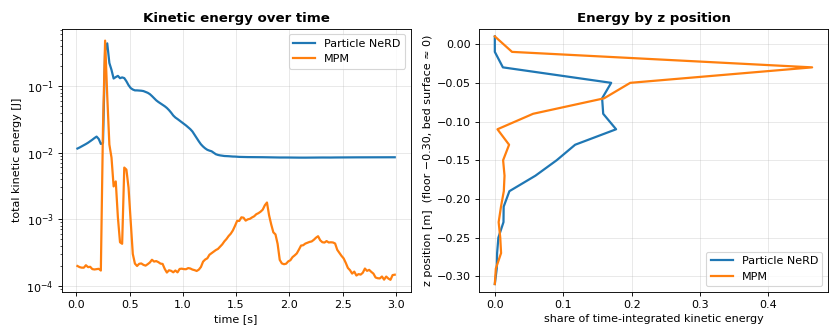 Kinetic energy over time
total kinetic energy [J]
10⁻¹
10⁻²
10⁻³
10⁻⁴
Particle NeRD
MPM
0.0 0.5 1.0 1.5 2.0 2.5 3.0
time [s]
Energy by z position
z position [m] (floor −0.30, bed surface ≈ 0)
0.00
−0.05
−0.10
−0.15
−0.20
−0.25
−0.30
Particle NeRD
MPM
0.0 0.1 0.2 0.3 0.4
share of time-integrated kinetic energy